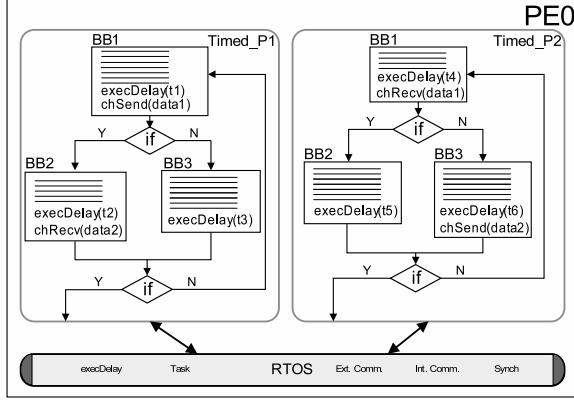 PE0
Timed_P1
BB1
execDelay(t1)
chSend(data1)
if
Y
N
BB2
execDelay(t2)
chRecv(data2)
BB3
execDelay(t3)
if
Y
N
Timed_P2
BB1
execDelay(t4)
chRecv(data1)
if
Y
N
BB2
execDelay(t5)
BB3
execDelay(t6)
chSend(data2)
if
Y
N
execDelay Task RTOS Ext. Comm. Int. Comm. Synch